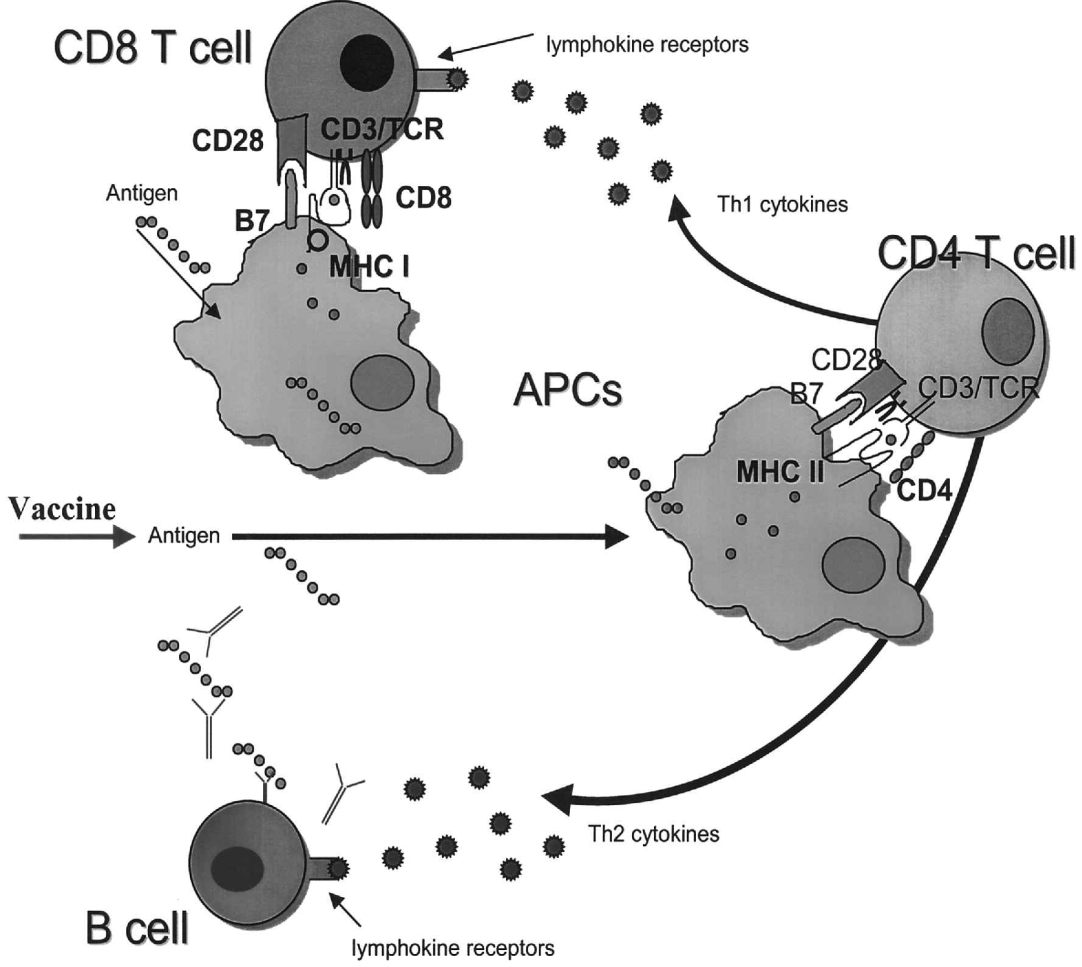 CD8 T cell
lymphokine receptors
CD28
CD3/TCR
Antigen
CD8
B7
MHC I
Th1 cytokines
CD4 T cell
CD28
APCs
B7
CD3/TCR
MHC II
CD4
Vaccine
Antigen
Th2 cytokines
B cell
lymphokine receptors